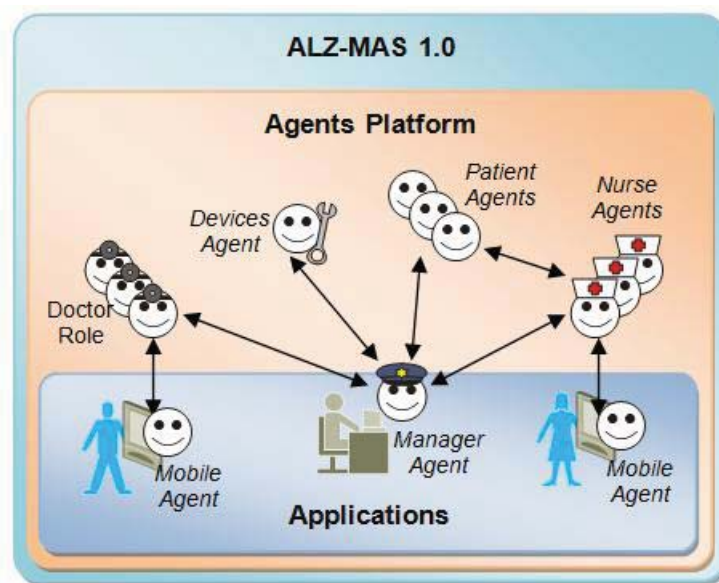 ALZ-MAS 1.0
Agents Platform
Patient
Agents
Nurse
Agents
Devices
Agent
Doctor
Role
Manager
Agent
Mobile
Agent
Mobile
Agent
Applications